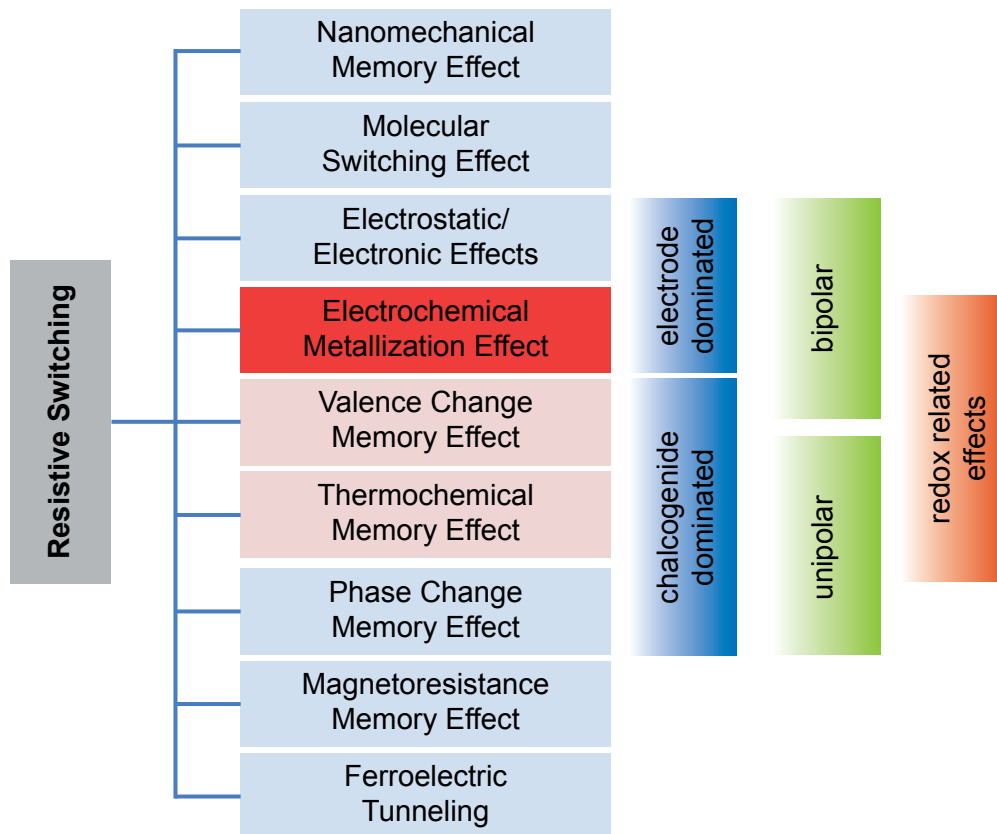 Resistive Switching
Nanomechanical
Memory Effect
Molecular
Switching Effect
Electrostatic/
Electronic Effects
Electrochemical
Metallization Effect
Valence Change
Memory Effect
Thermochemical
Memory Effect
Phase Change
Memory Effect
Magnetoresistance
Memory Effect
Ferroelectric
Tunneling
electrode
dominated
chalcogenide
dominated
bipolar
unipolar
redox related
effects